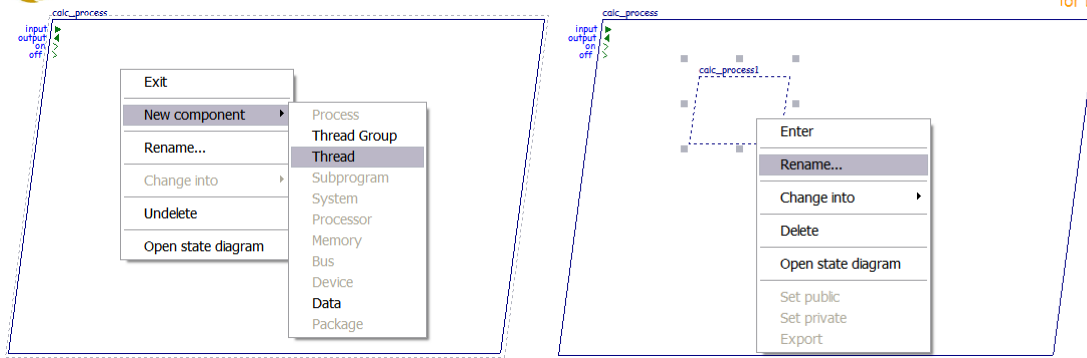 calc_process
input
output
on
off
Exit
New component
Rename...
Change into
Undelete
Open state diagram
Process
Thread Group
Thread
Subprogram
System
Processor
Memory
Bus
Device
Data
Package
calc_process
input
output
on
off
calc_process1
Enter
Rename...
Change into
Delete
Open state diagram
Set public
Set private
Export
for